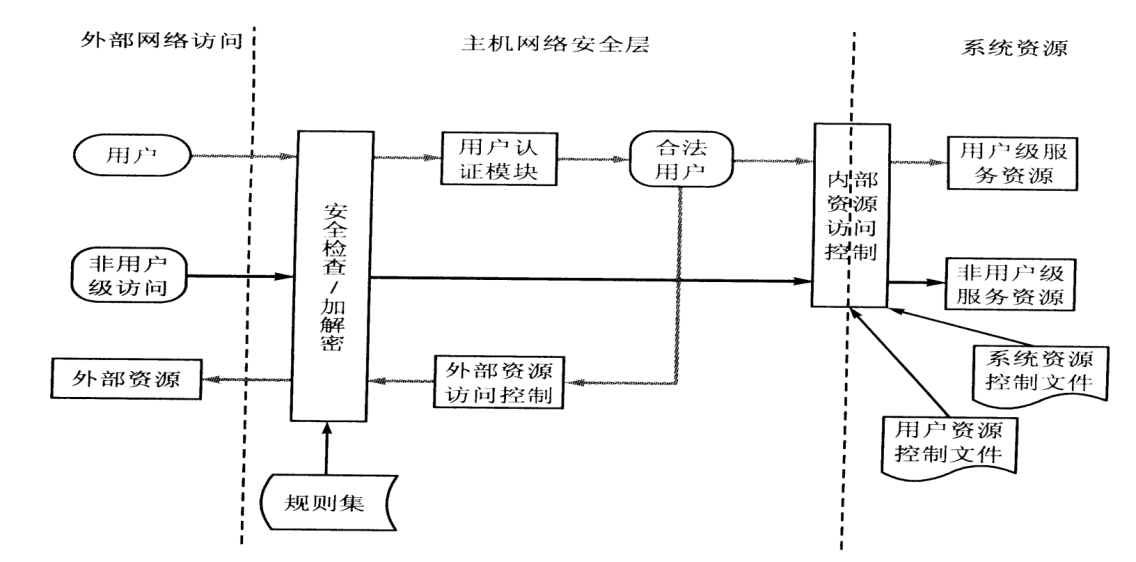 外部网络访问
主机网络安全层
系统资源
用户
用户认
证模块
合法
用户
用户级服
务资源
内部
资源
访问
控制
安全检查/加解密
非用户
级访问
非用户级
服务资源
外部资源
外部资源
访问控制
系统资源
控制文件
用户资源
控制文件
规则集